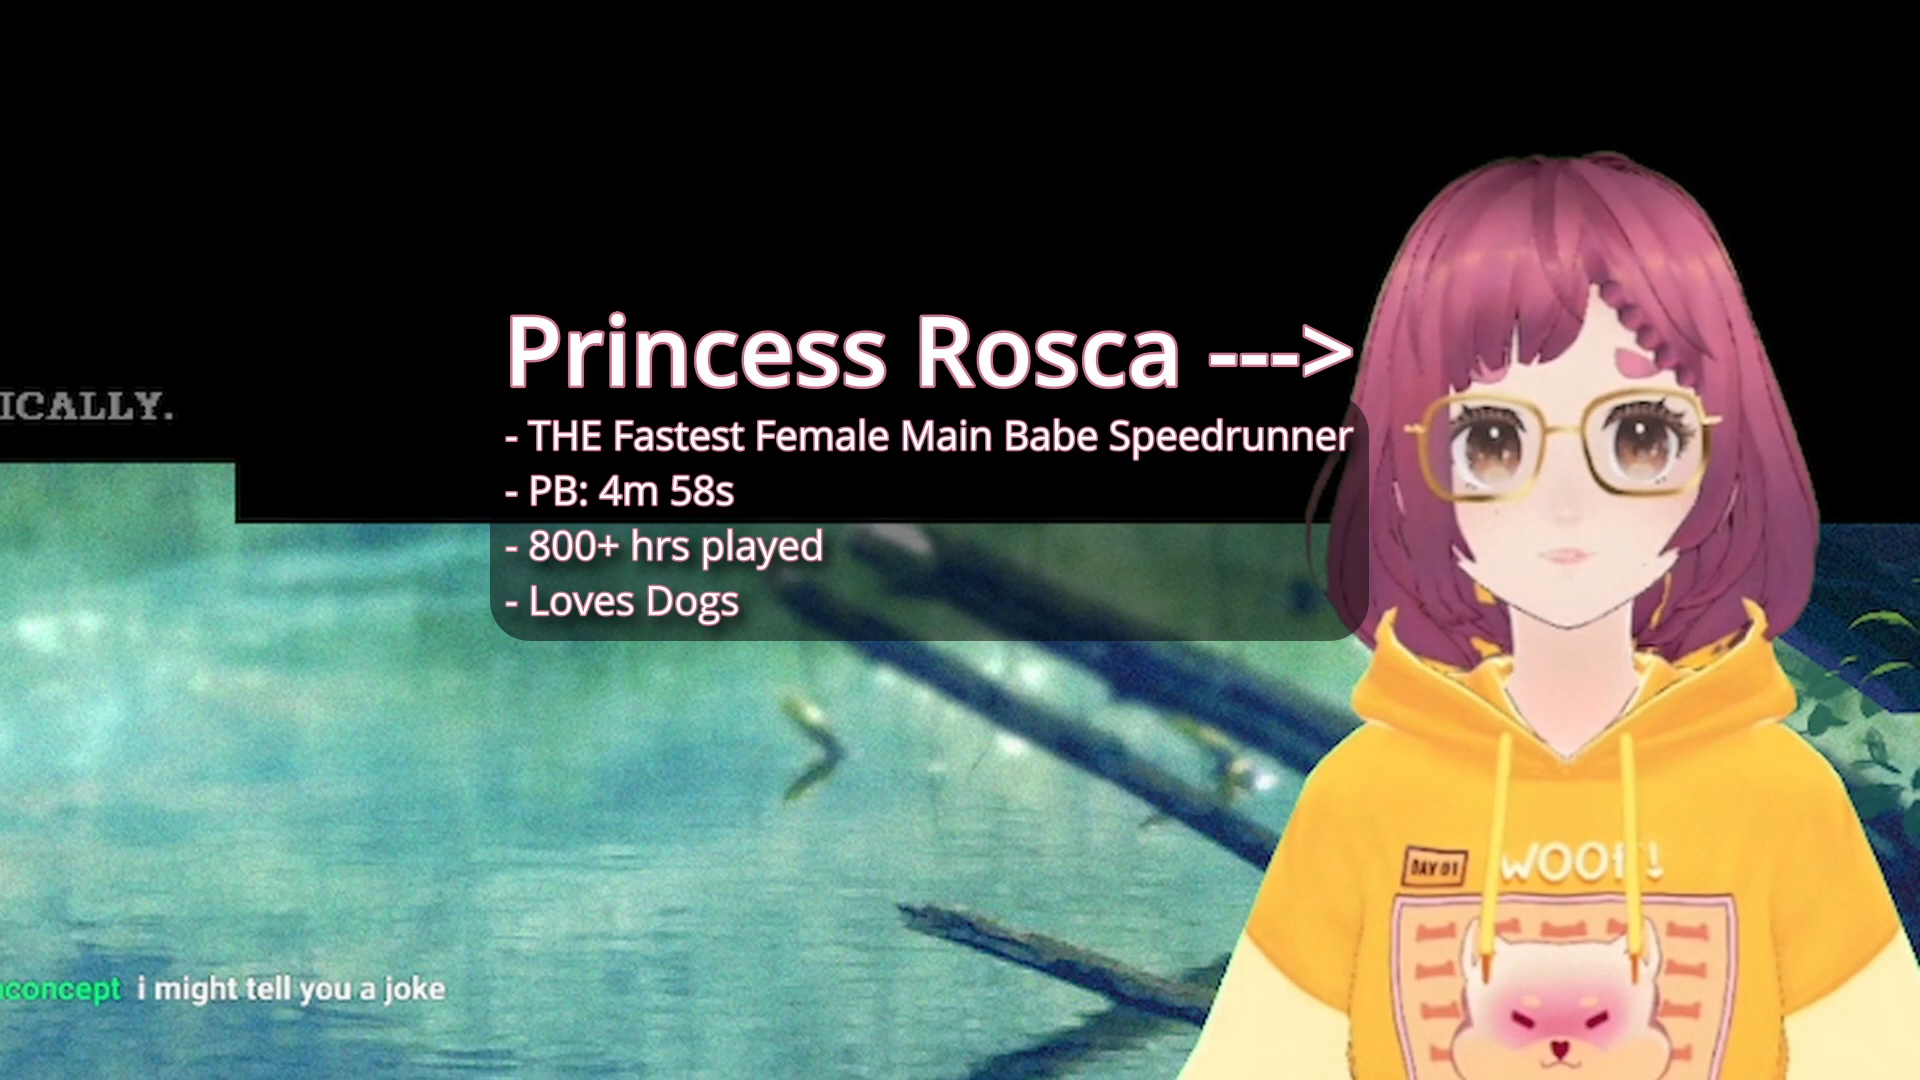 Princess Rosca --->
- THE Fastest Female Main Babe Speedrunner
ICALLY.
- PB: 4m 58s
- 800+ hrs played
- Loves Dogs
DAY 01
WOOF!
concept i might tell you a joke